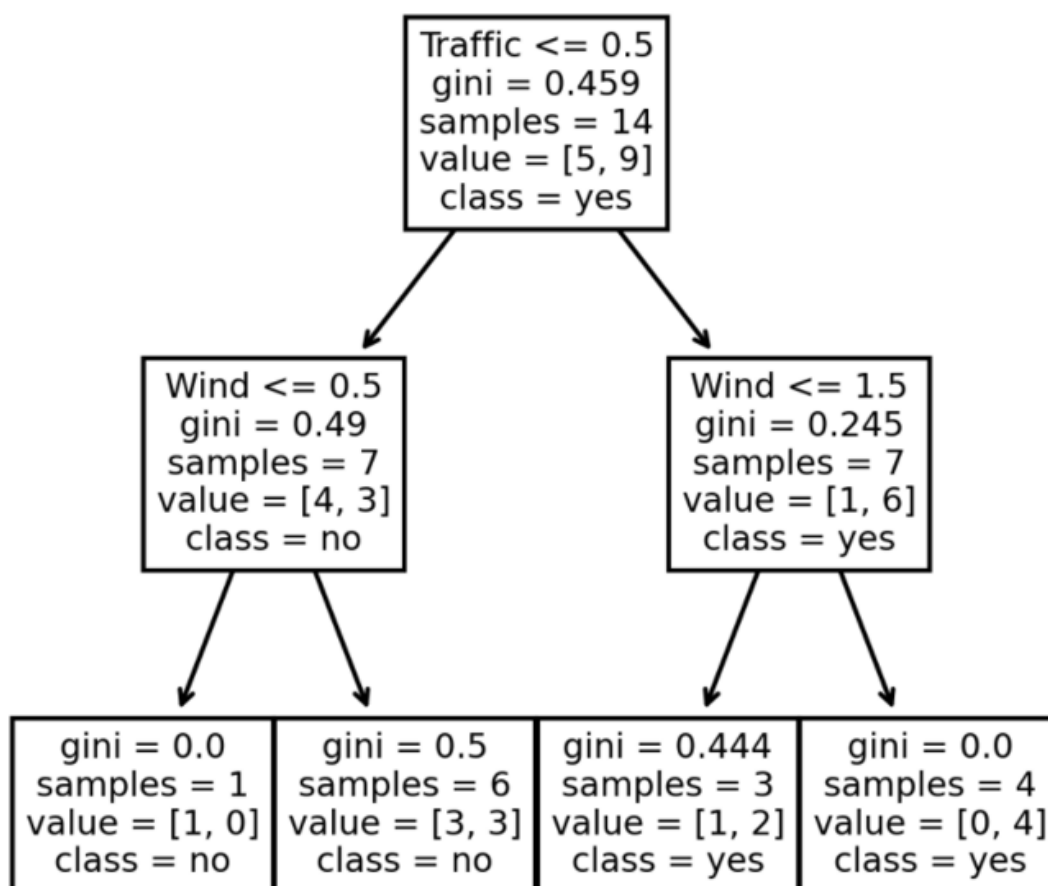 Traffic <= 0.5
gini = 0.459
samples = 14
value = [5, 9]
class = yes
Wind <= 0.5
gini = 0.49
samples = 7
value = [4, 3]
class = no
Wind <= 1.5
gini = 0.245
samples = 7
value = [1, 6]
class = yes
gini = 0.0
samples = 1
value = [1, 0]
class = no
gini = 0.5
samples = 6
value = [3, 3]
class = no
gini = 0.444
samples = 3
value = [1, 2]
class = yes
gini = 0.0
samples = 4
value = [0, 4]
class = yes